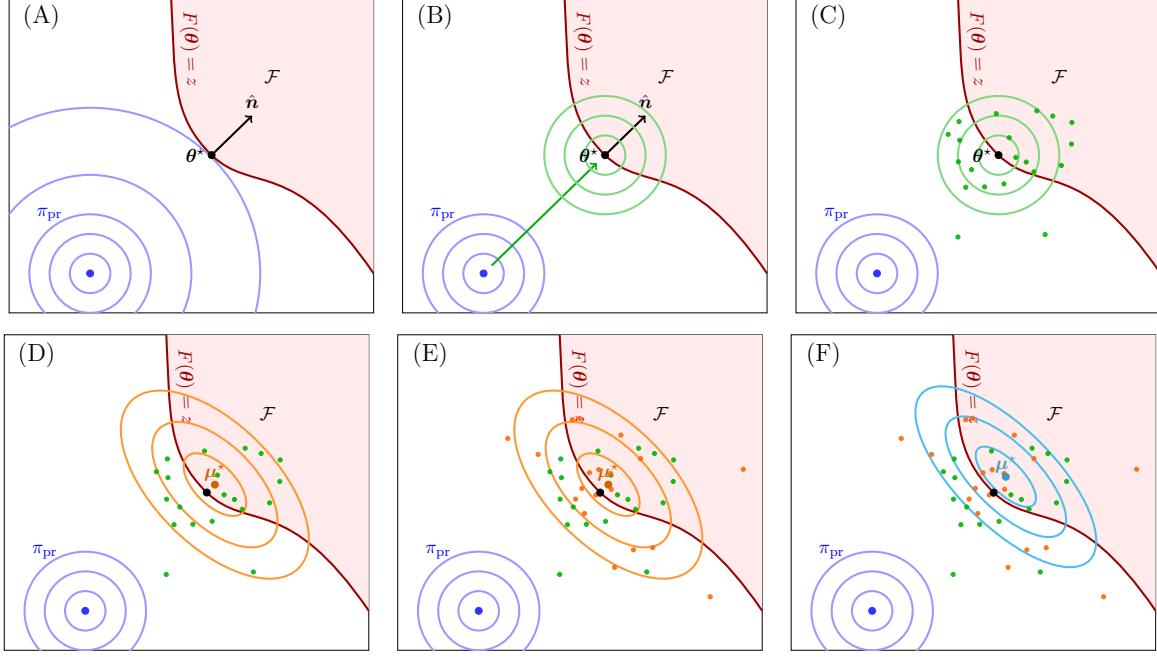 (A)
F(θ) = z
𝓕
n̂
θ⋆
π_pr
(B)
F(θ) = z
𝓕
n̂
θ⋆
π_pr
(C)
F(θ) = z
𝓕
θ⋆
π_pr
(D)
F(θ) = z
𝓕
μ⋆
π_pr
(E)
F(θ) = z
𝓕
μ⋆
π_pr
(F)
F(θ) = z
𝓕
μ⋆
π_pr